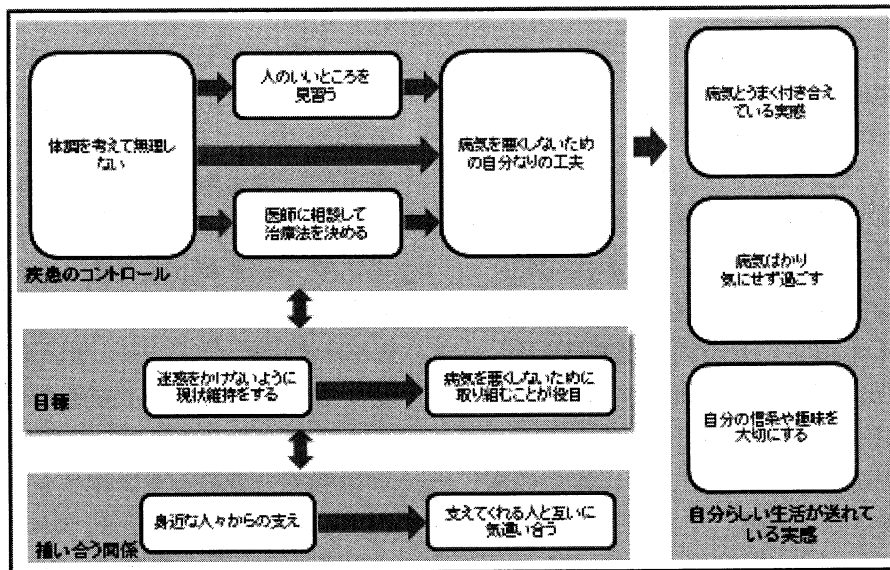 人のいいところを
見習う
体調を考えて無理し
ない
病気を悪くしないため
の自分なりの工夫
医師に相談して
治療法を決める
疾患のコントロール
迷惑をかけないように
現状維持をする
病気を悪くしないために
取り組むことが役目
目標
身近な人々からの支え
支えてくれる人と互いに
気遣い合う
補い合う関係
病気とうまく付き合え
ている実感
病気ばかり
気にせず過ごす
自分の信条や趣味を
大切にする
自分らしい生活が送れて
いる実感